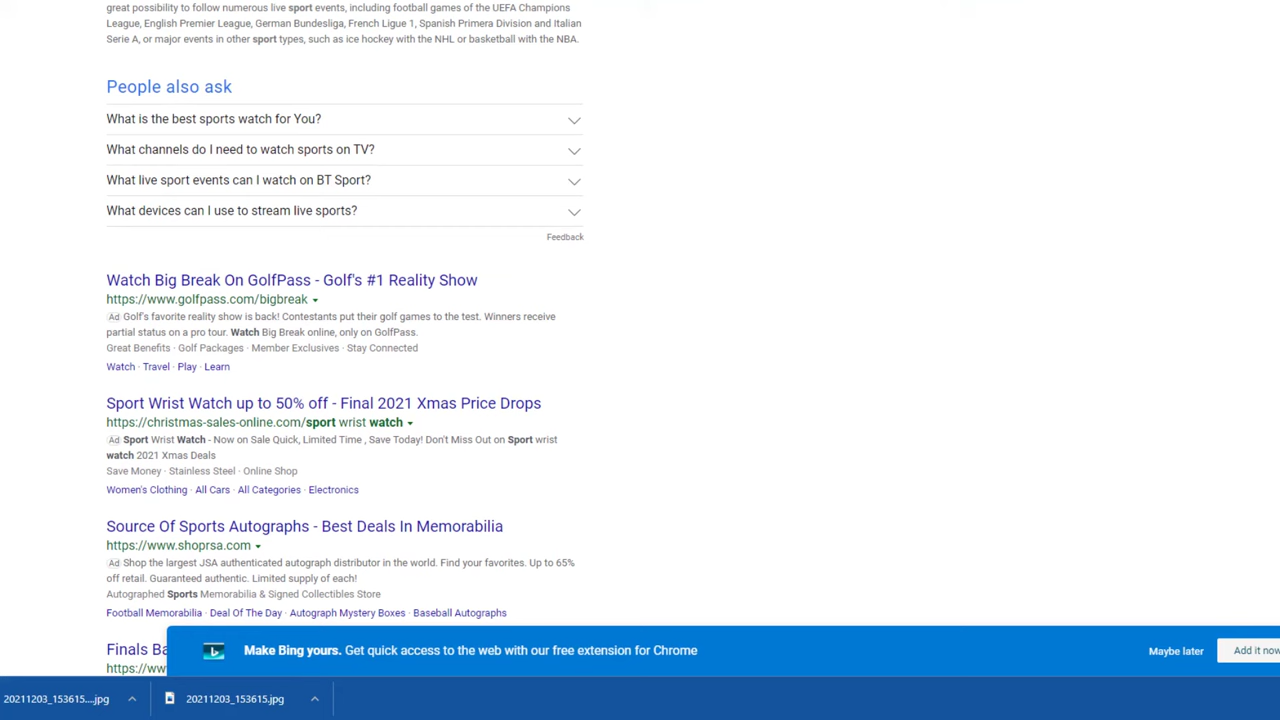 great possibility to follow numerous live sport events, including football games of the UEFA Champions
League, English Premier League, German Bundesliga, French Ligue 1, Spanish Primera Division and Italian
Serie A, or major events in other sport types, such as ice hockey with the NHL or basketball with the NBA.
People also ask
What is the best sports watch for You?
What channels do I need to watch sports on TV?
What live sport events can I watch on BT Sport?
What devices can I use to stream live sports?
Feedback
Watch Big Break On GolfPass - Golf's #1 Reality Show
https://www.golfpass.com/bigbreak
Ad Golf's favorite reality show is back! Contestants put their golf games to the test. Winners receive
partial status on a pro tour. Watch Big Break online, only on GolfPass.
Great Benefits · Golf Packages · Member Exclusives · Stay Connected
Watch · Travel · Play · Learn
Sport Wrist Watch up to 50% off - Final 2021 Xmas Price Drops
https://christmas-sales-online.com/sport wrist watch
Ad Sport Wrist Watch - Now on Sale Quick, Limited Time , Save Today! Don't Miss Out on Sport wrist
watch 2021 Xmas Deals
Save Money · Stainless Steel · Online Shop
Women's Clothing · All Cars · All Categories · Electronics
Source Of Sports Autographs - Best Deals In Memorabilia
https://www.shoprsa.com
Ad Shop the largest JSA authenticated autograph distributor in the world. Find your favorites. Up to 65%
off retail. Guaranteed authentic. Limited supply of each!
Autographed Sports Memorabilia & Signed Collectibles Store
Football Memorabilia · Deal Of The Day · Autograph Mystery Boxes · Baseball Autographs
Finals Ba
https://ww
Make Bing yours. Get quick access to the web with our free extension for Chrome
Maybe later
Add it now
20211203_153615....jpg
20211203_153615.jpg